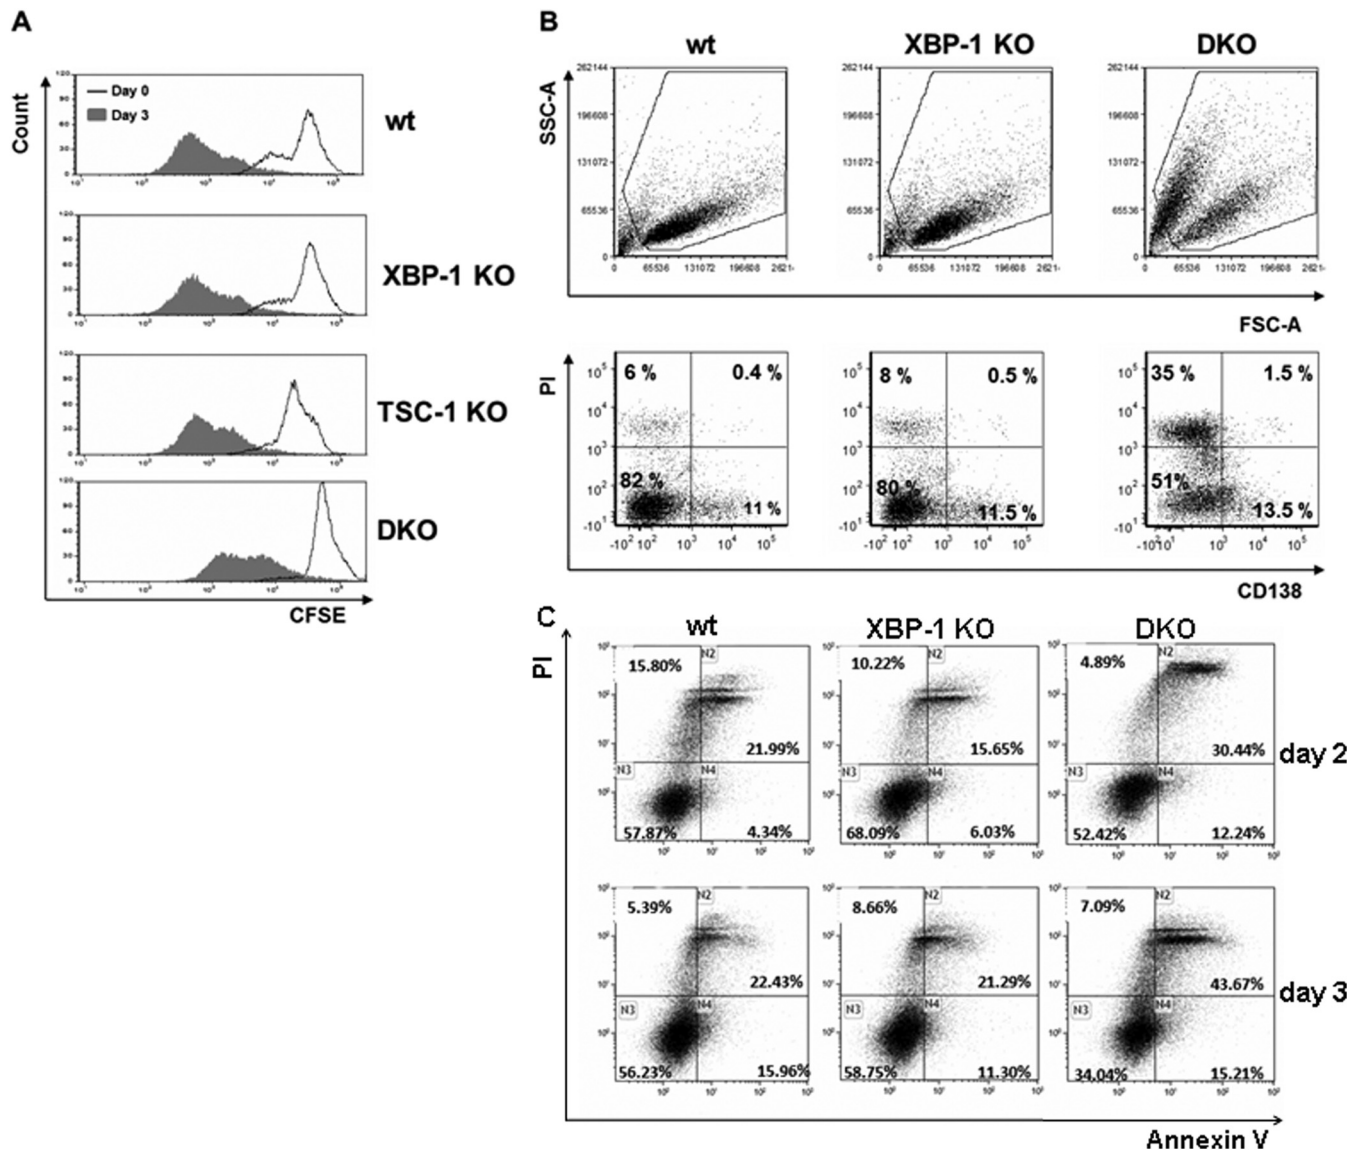 A
Count
Day 0
Day 3
wt
XBP-1 KO
TSC-1 KO
DKO
CFSE
B
wt
XBP-1 KO
DKO
SSC-A
262144
196608
131072
65536
0
0 65536 131072 196608 2621
FSC-A
PI
6 %
0.4 %
82 %
11 %
8 %
0.5 %
80 %
11.5 %
35 %
1.5 %
51%
13.5 %
CD138
C
wt
XBP-1 KO
DKO
PI
15.80%
N2
21.99%
N3
N4
57.87%
4.34%
10.22%
N2
15.65%
N3
N4
68.09%
6.03%
4.89%
N2
30.44%
N3
N4
52.42%
12.24%
day 2
5.39%
N2
22.43%
N3
N4
56.23%
15.96%
8.66%
N2
21.29%
N3
N4
58.75%
11.30%
7.09%
N2
43.67%
N3
N4
34.04%
15.21%
day 3
Annexin V